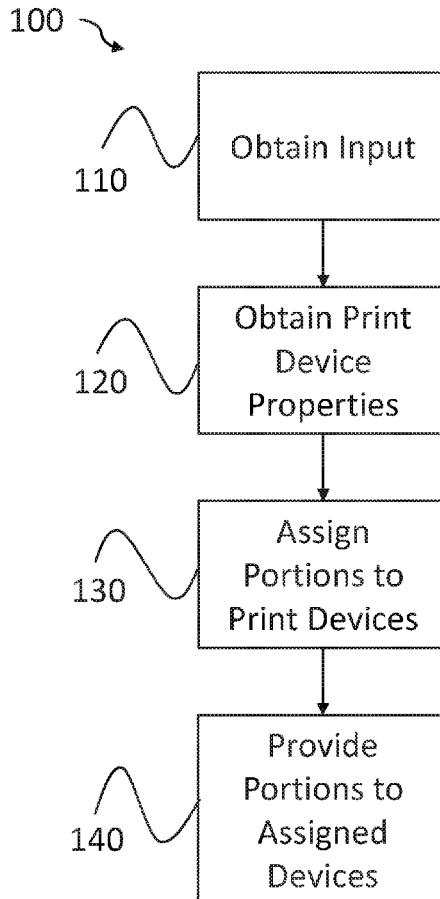 100
Obtain Input
110
Obtain Print
Device
Properties
120
Assign
Portions to
Print Devices
130
Provide
Portions to
Assigned
Devices
140